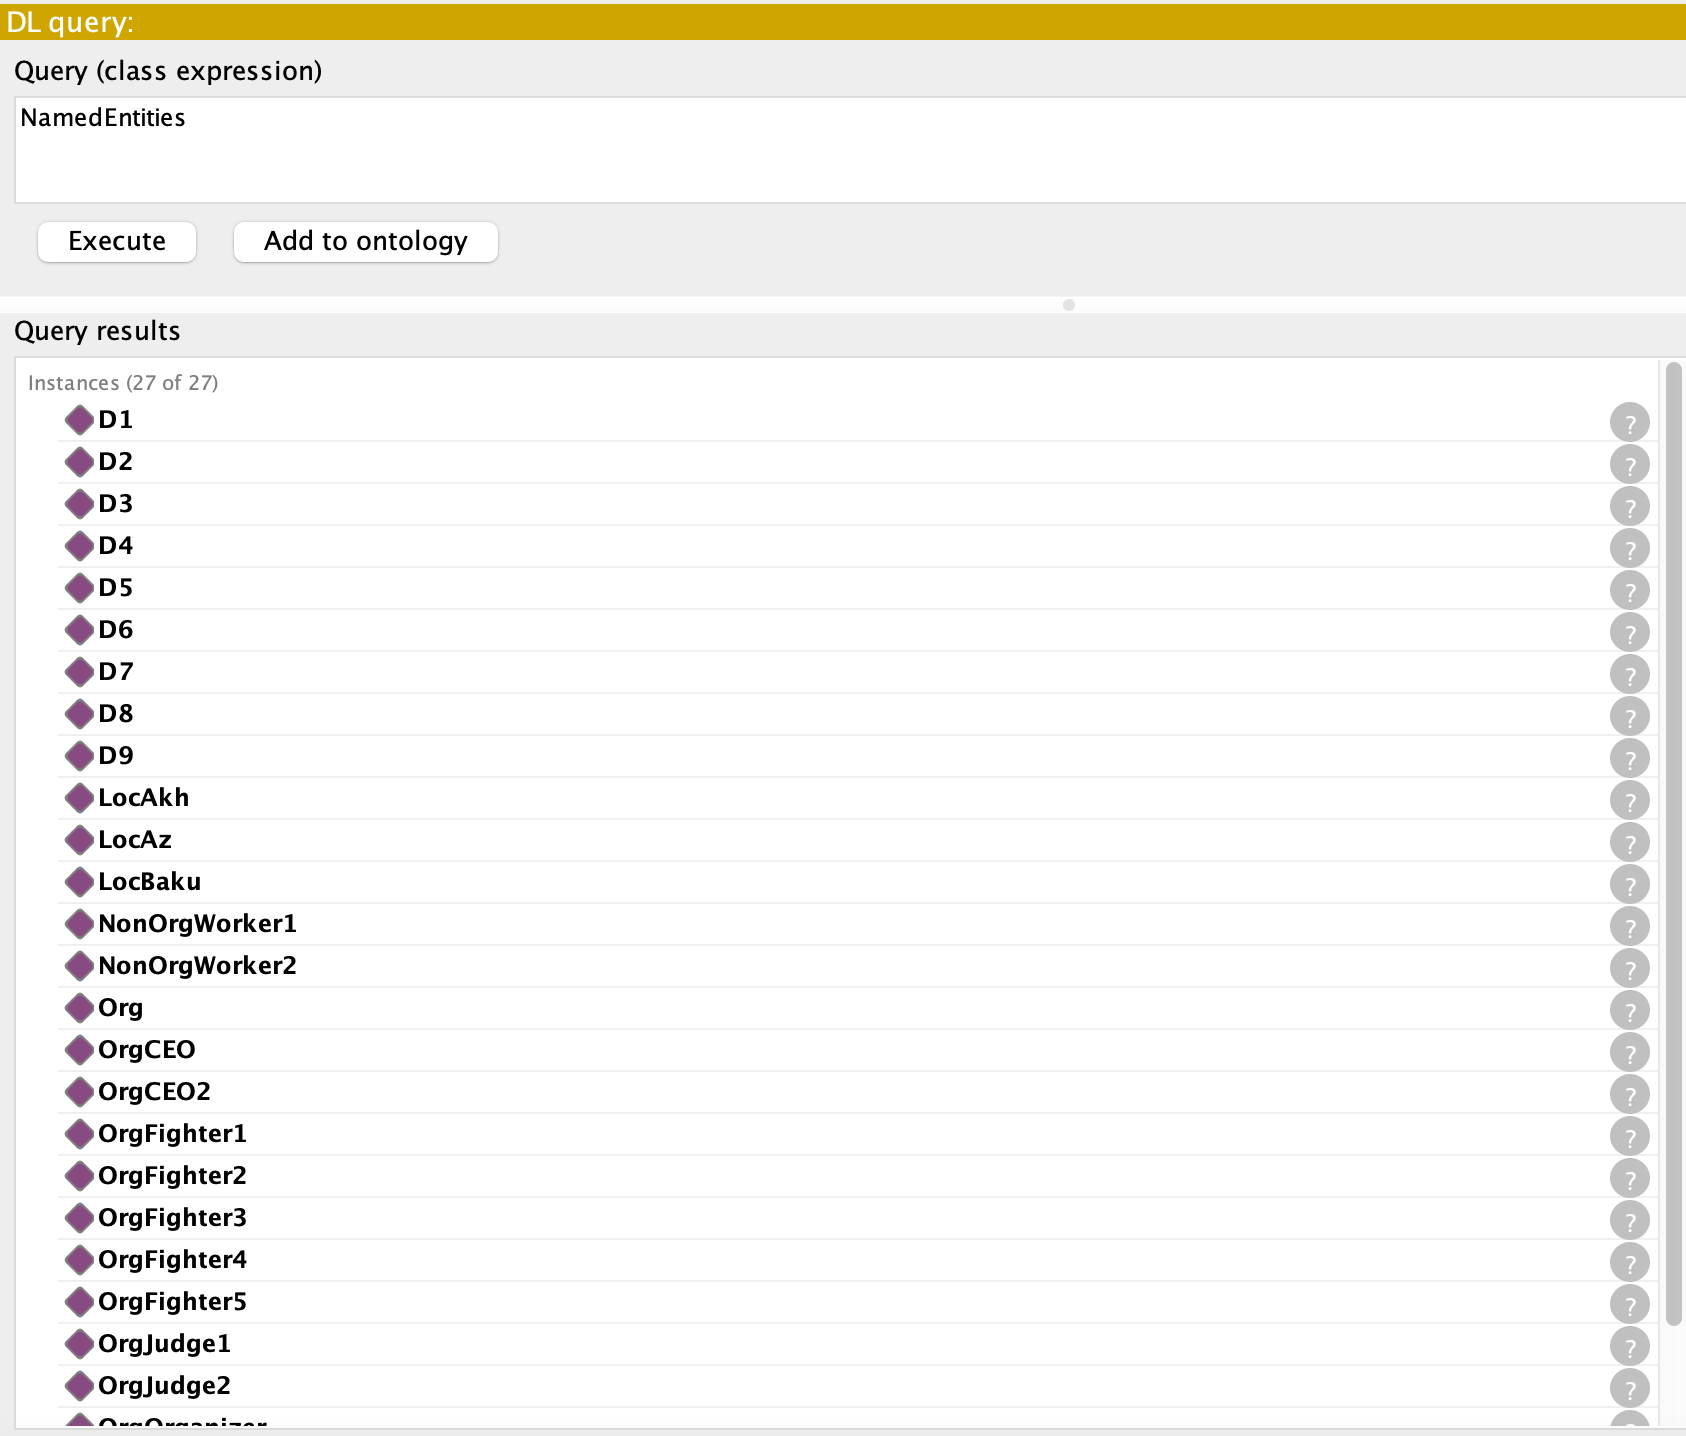 DL query:
Query (class expression)
NamedEntities
Execute Add to ontology
Query results
Instances (27 of 27)
D1 ?
D2 ?
D3 ?
D4 ?
D5 ?
D6 ?
D7 ?
D8 ?
D9 ?
LocAkh ?
LocAz ?
LocBaku ?
NonOrgWorker1 ?
NonOrgWorker2 ?
Org ?
OrgCEO ?
OrgCEO2 ?
OrgFighter1 ?
OrgFighter2 ?
OrgFighter3 ?
OrgFighter4 ?
OrgFighter5 ?
OrgJudge1 ?
OrgJudge2 ?
OrgOrganizer ?